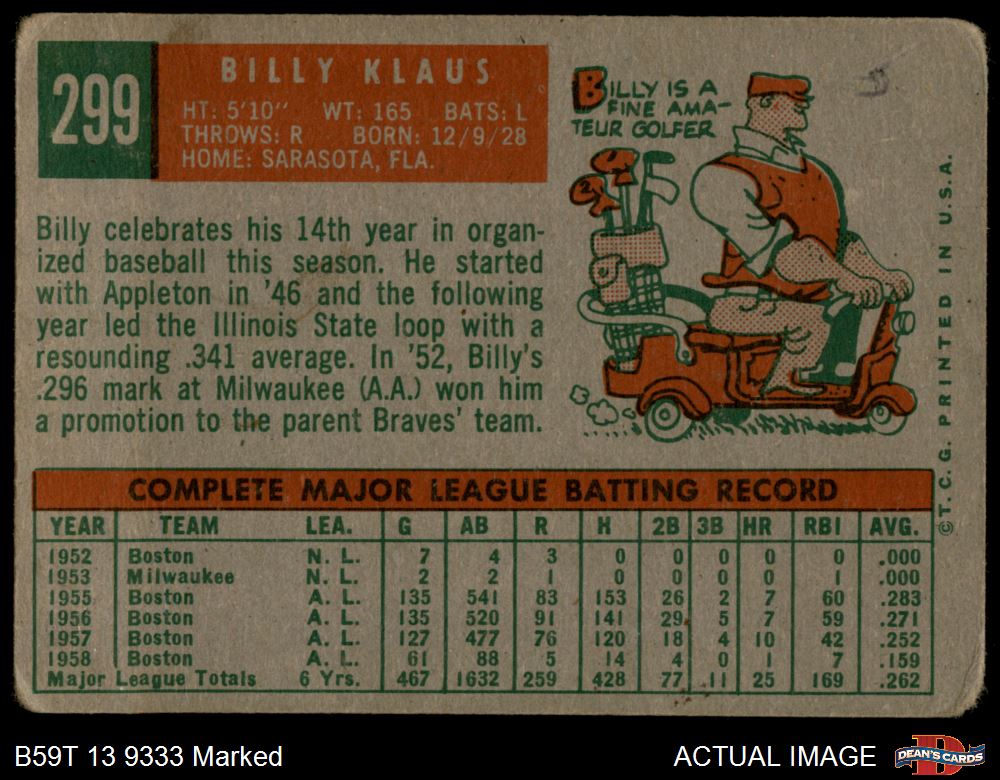 299
BILLY KLAUS
HT: 5'10" WT: 165 BATS: L
THROWS: R BORN: 12/9/28
HOME: SARASOTA, FLA.
BILLY IS A
FINE AMA-
TEUR GOLFER
2
Billy celebrates his 14th year in organ-
ized baseball this season. He started
with Appleton in '46 and the following
year led the Illinois State loop with a
resounding .341 average. In '52, Billy's
.296 mark at Milwaukee (A.A.) won him
a promotion to the parent Braves' team.
©T.C.G. PRINTED IN U.S.A.
COMPLETE MAJOR LEAGUE BATTING RECORD
YEAR TEAM LEA. G AB R H 2B 3B HR RBI AVG.
1952 Boston N. L. 7 4 3 0 0 0 0 0 .000
1953 Milwaukee N. L. 2 2 1 0 0 0 0 1 .000
1955 Boston A. L. 135 541 83 153 26 2 7 60 .283
1956 Boston A. L. 135 520 91 141 29 5 7 59 .271
1957 Boston A. L. 127 477 76 120 18 4 10 42 .252
1958 Boston A. L. 61 88 5 14 4 0 1 7 .159
Major League Totals 6 Yrs. 467 1632 259 428 77 11 25 169 .262
B59T 13 9333 Marked
ACTUAL IMAGE
DEAN'S CARDS